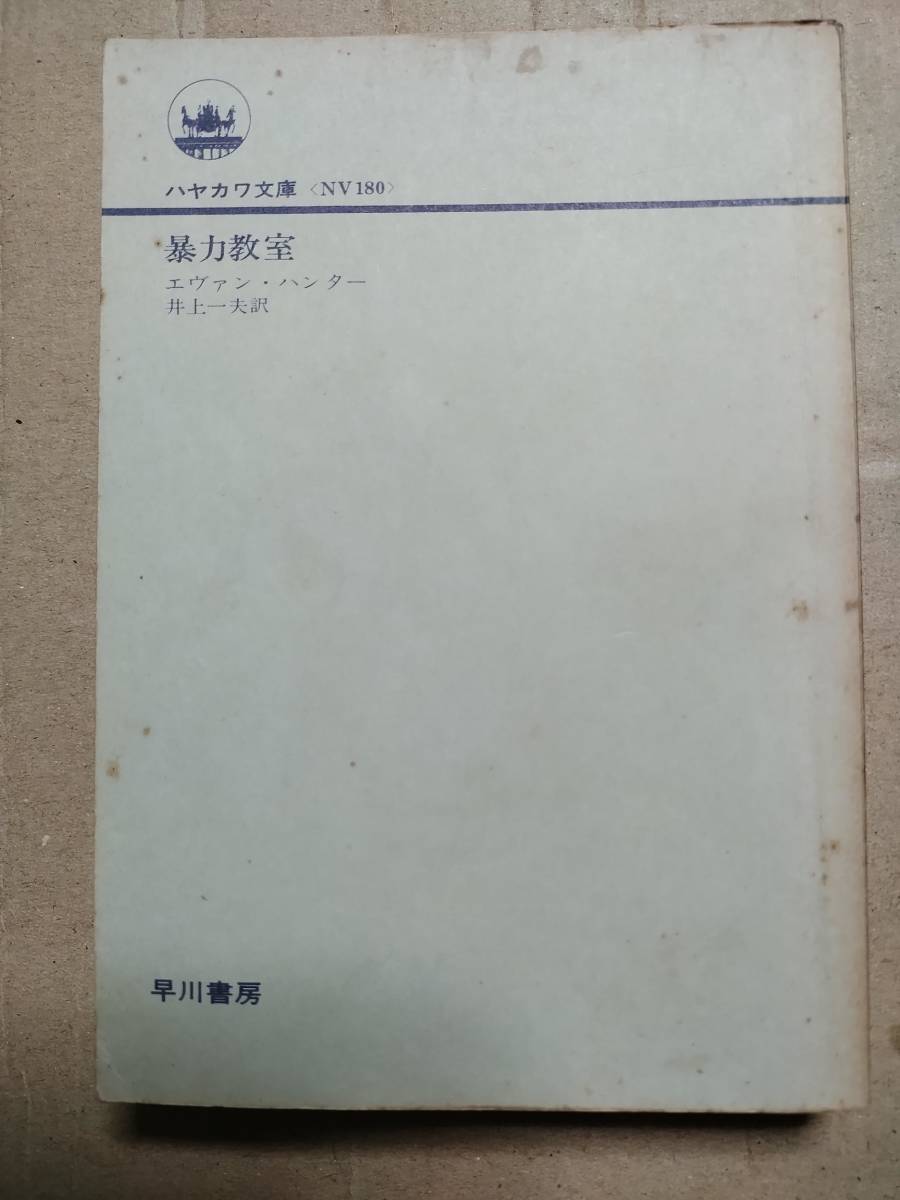 ハヤカワ文庫〈NV180〉
暴力教室
エヴァン・ハンター
井上一夫訳
早川書房